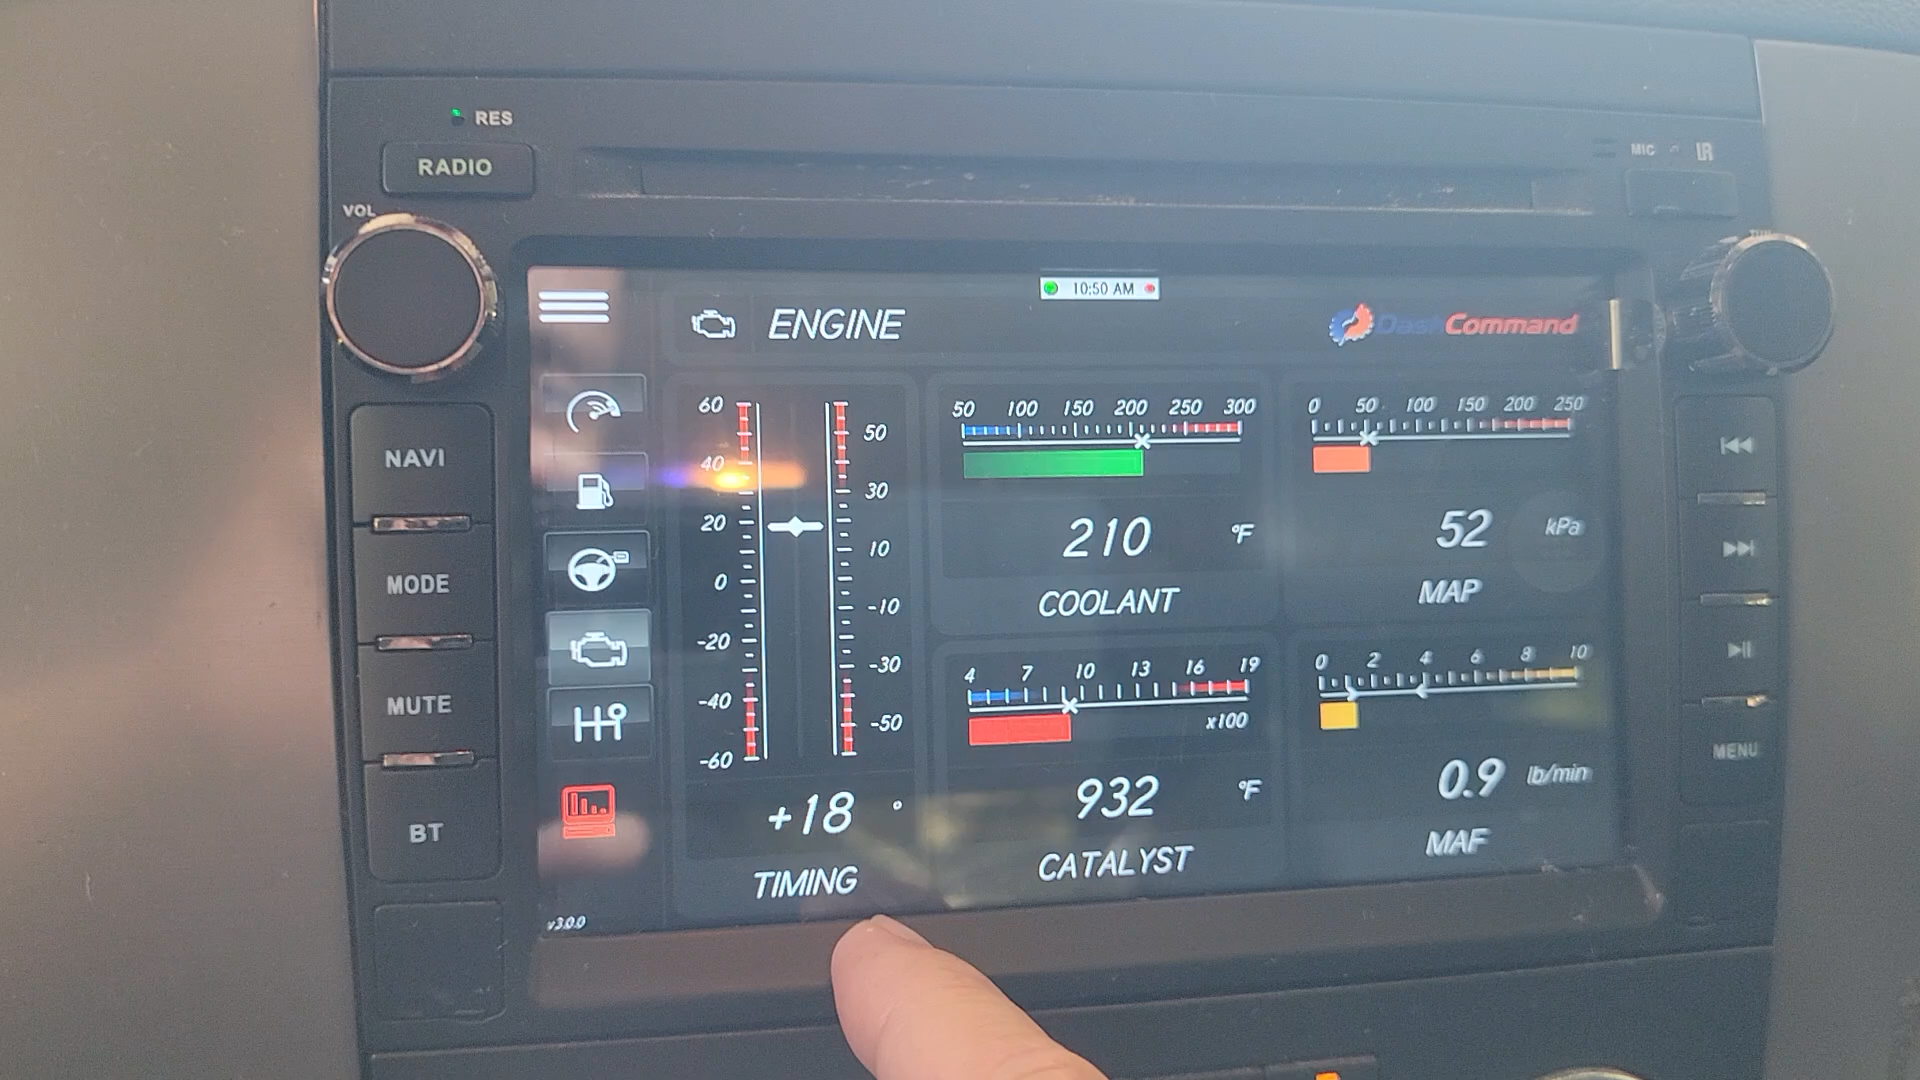 RES
RADIO
MIC IR
VOL
10:50 AM
ENGINE
DashCommand
NAVI
MODE
MUTE
BT
MENU
60
40
20
0
-20
-40
-60
50
30
10
-10
-30
-50
+18 °
TIMING
50 100 150 200 250 300
210 °F
COOLANT
0 50 100 150 200 250
52 kPa
MAP
4 7 10 13 16 19
x100
932 °F
CATALYST
0 2 4 6 8 10
0.9 lb/min
MAF
v3.0.0